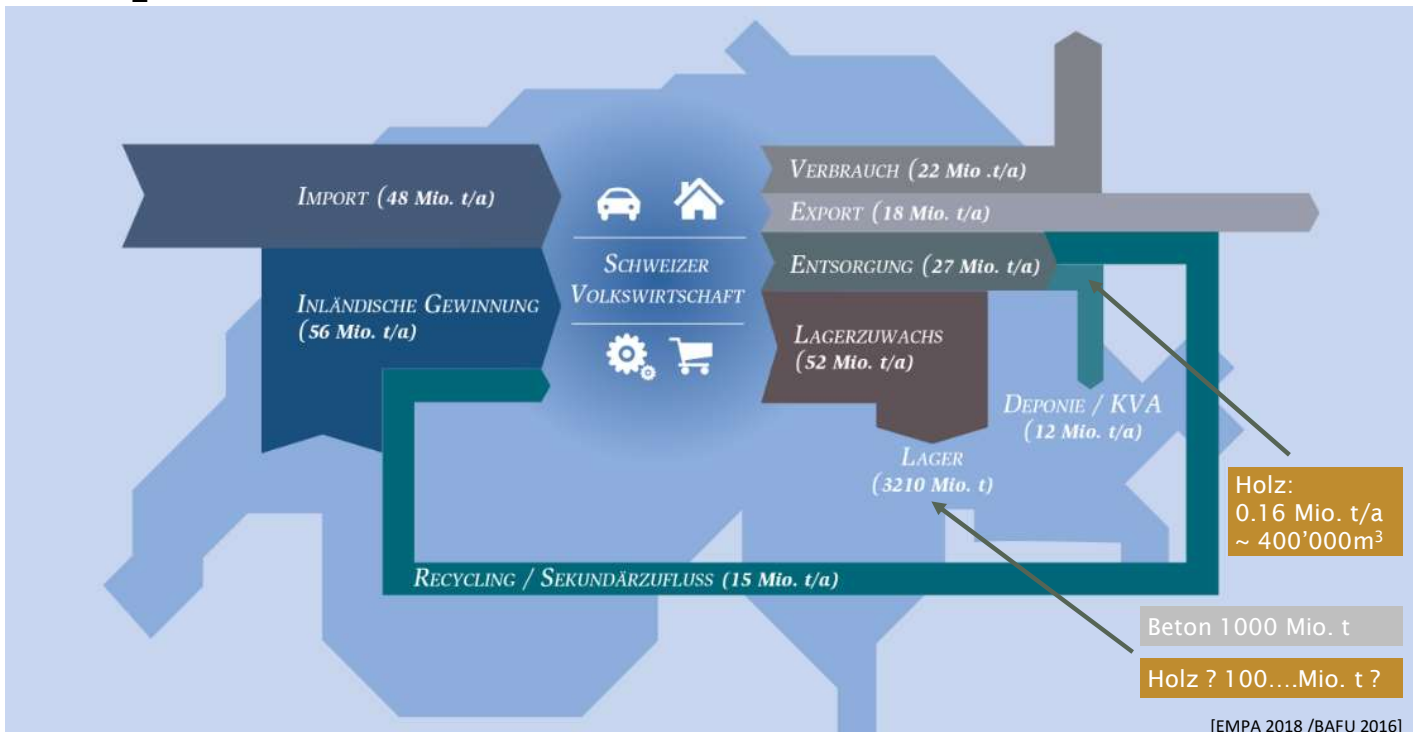 IMPORT (48 Mio. t/a)
INLÄNDISCHE GEWINNUNG
(56 Mio. t/a)
SCHWEIZER
VOLKSWIRTSCHAFT
VERBRAUCH (22 Mio .t/a)
EXPORT (18 Mio. t/a)
ENTSORGUNG (27 Mio. t/a)
LAGERZUWACHS
(52 Mio. t/a)
DEPONIE / KVA
(12 Mio. t/a)
LAGER
(3210 Mio. t)
RECYCLING / SEKUNDÄRZUFLUSS (15 Mio. t/a)
Holz:
0.16 Mio. t/a
~ 400’000m³
Beton 1000 Mio. t
Holz ? 100....Mio. t ?
[EMPA 2018 /BAFU 2016]